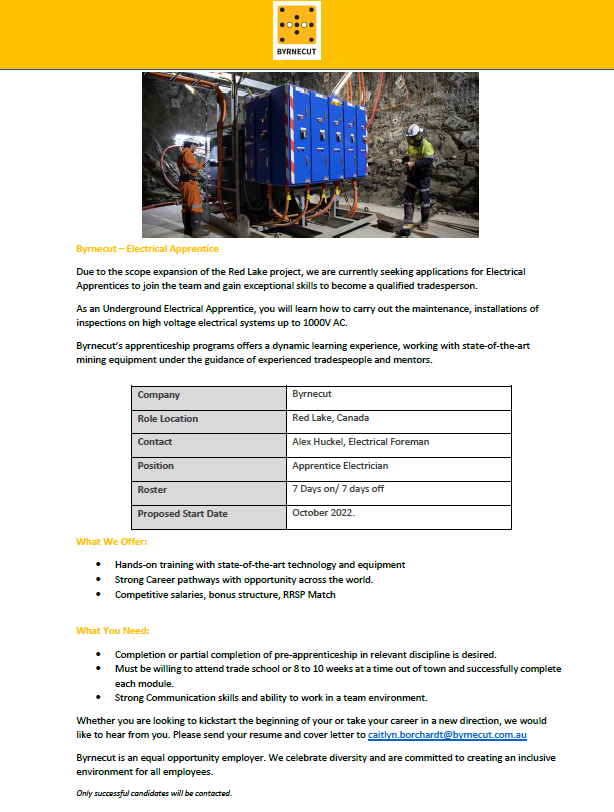 BYRNECUT
Byrnecut – Electrical Apprentice
Due to the scope expansion of the Red Lake project, we are currently seeking applications for Electrical
Apprentices to join the team and gain exceptional skills to become a qualified tradesperson.
As an Underground Electrical Apprentice, you will learn how to carry out the maintenance, installations of
inspections on high voltage electrical systems up to 1000V AC.
Byrnecut's apprenticeship programs offers a dynamic learning experience, working with state-of-the-art
mining equipment under the guidance of experienced tradespeople and mentors.
Company Byrnecut
Role Location Red Lake, Canada
Contact Alex Huckel, Electrical Foreman
Position Apprentice Electrician
Roster 7 Days on/ 7 days off
Proposed Start Date October 2022.
What We Offer:
• Hands-on training with state-of-the-art technology and equipment
• Strong Career pathways with opportunity across the world.
• Competitive salaries, bonus structure, RRSP Match
What You Need:
• Completion or partial completion of pre-apprenticeship in relevant discipline is desired.
• Must be willing to attend trade school or 8 to 10 weeks at a time out of town and successfully complete
each module.
• Strong Communication skills and ability to work in a team environment.
Whether you are looking to kickstart the beginning of your or take your career in a new direction, we would
like to hear from you. Please send your resume and cover letter to caitlyn.borchardt@byrnecut.com.au
Byrnecut is an equal opportunity employer. We celebrate diversity and are committed to creating an inclusive
environment for all employees.
Only successful candidates will be contacted.